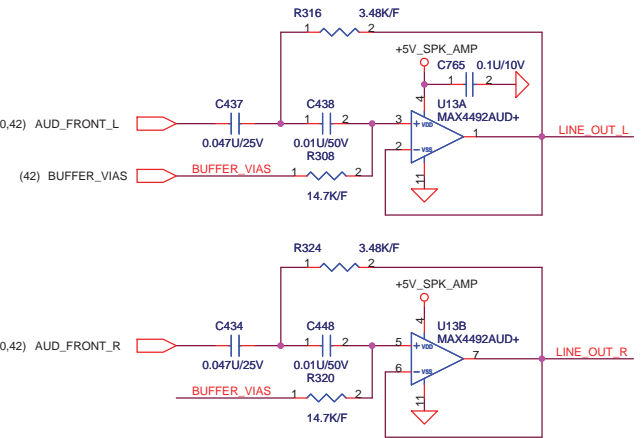 R316 3.48K/F
1 2
+5V_SPK_AMP
C765 0.1U/10V
1 2
4
U13A
MAX4492AUD+
C437 C438
0,42) AUD_FRONT_L
1 2
3 + VDD
1
LINE_OUT_L
0.047U/25V 0.01U/50V
2 - VSS
R308
(42) BUFFER_VIAS
BUFFER_VIAS
1 2
11
14.7K/F
R324 3.48K/F
1 2
+5V_SPK_AMP
4
U13B
MAX4492AUD+
C434 C448
0,42) AUD_FRONT_R
1 2
5 + VDD
7
LINE_OUT_R
0.047U/25V 0.01U/50V
6 - VSS
R320
BUFFER_VIAS
1 2
11
14.7K/F